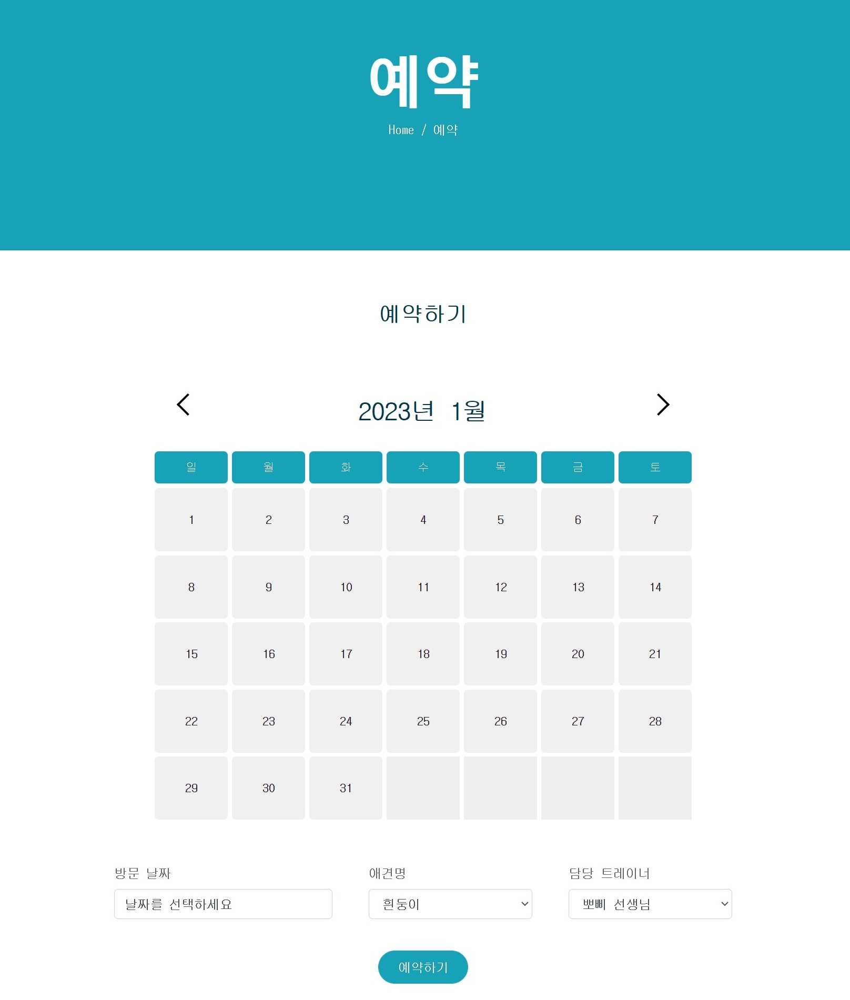 예약
Home / 예약
예약하기
2023년 1월
일 월 화 수 목 금 토
1 2 3 4 5 6 7
8 9 10 11 12 13 14
15 16 17 18 19 20 21
22 23 24 25 26 27 28
29 30 31
방문 날짜 애견명 담당 트레이너
날짜를 선택하세요 흰둥이 뽀삐 선생님
예약하기